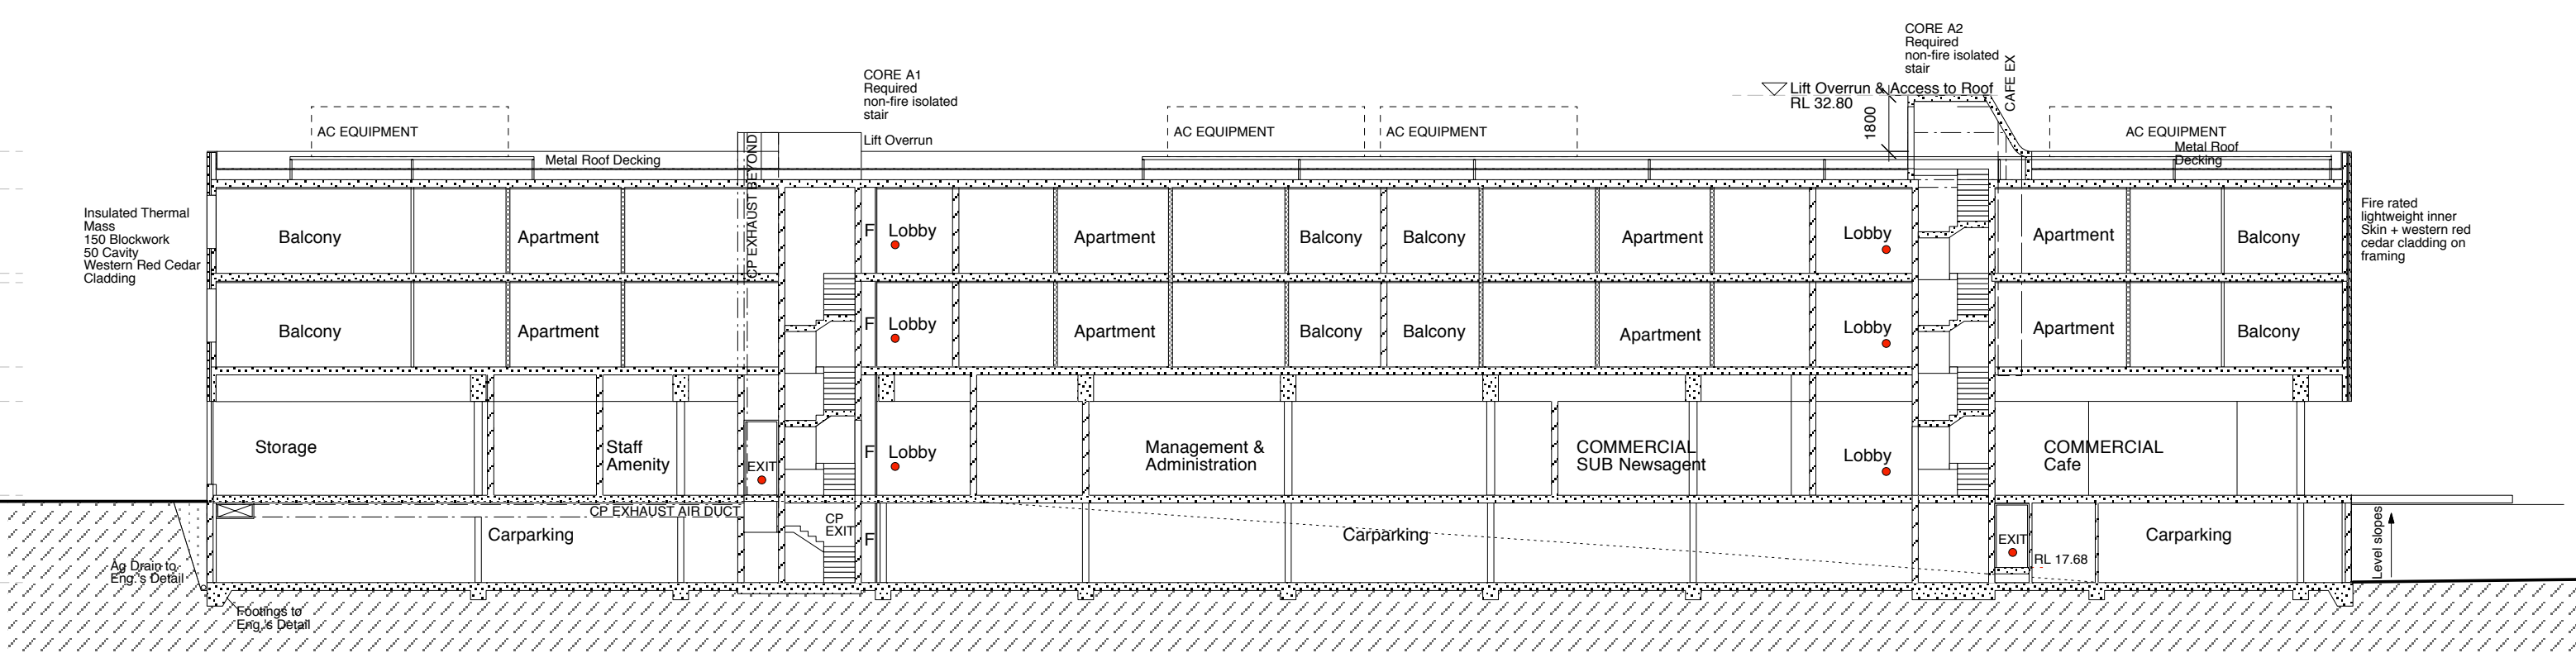 CORE A2
Required
non-fire isolated
stair
CAFE EX
CORE A1
Required
non-fire isolated
stair
Lift Overrun & Access to Roof
RL 32.80
1800
AC EQUIPMENT
AC EQUIPMENT
AC EQUIPMENT
AC EQUIPMENT
Lift Overrun
Metal Roof Decking
Metal Roof
Decking
CP EXHAUST BEYOND
Insulated Thermal
Mass
150 Blockwork
50 Cavity
Western Red Cedar
Cladding
Balcony
Apartment
F
Lobby
Apartment
Balcony
Balcony
Apartment
Lobby
Apartment
Balcony
Fire rated
lightweight inner
Skin + western red
cedar cladding on
framing
Balcony
Apartment
F
Lobby
Apartment
Balcony
Balcony
Apartment
Lobby
Apartment
Balcony
Storage
Staff
Amenity
EXIT
F
Lobby
Management &
Administration
COMMERCIAL
SUB Newsagent
Lobby
COMMERCIAL
Cafe
CP EXHAUST AIR DUCT
Carparking
CP
EXIT
F
Carparking
EXIT
RL 17.68
Carparking
Level slopes
Ag Drain to
Eng.'s Detail
Footings to
Eng.'s Detail